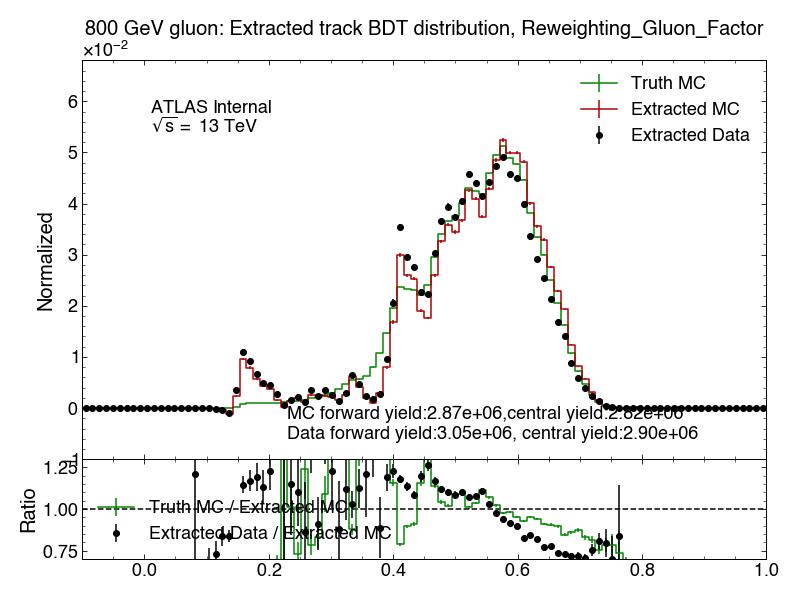 800 GeV gluon: Extracted track BDT distribution, Reweighting_Gluon_Factor
×10⁻²
ATLAS Internal
√s = 13 TeV
Truth MC
Extracted MC
Extracted Data
Normalized
6
5
4
3
2
1
0
MC forward yield:2.87e+06,central yield:2.82e+06
Data forward yield:3.05e+06, central yield:2.90e+06
Ratio
1.25
1.00
0.75
Truth MC / Extracted MC
Extracted Data / Extracted MC
0.0 0.2 0.4 0.6 0.8 1.0